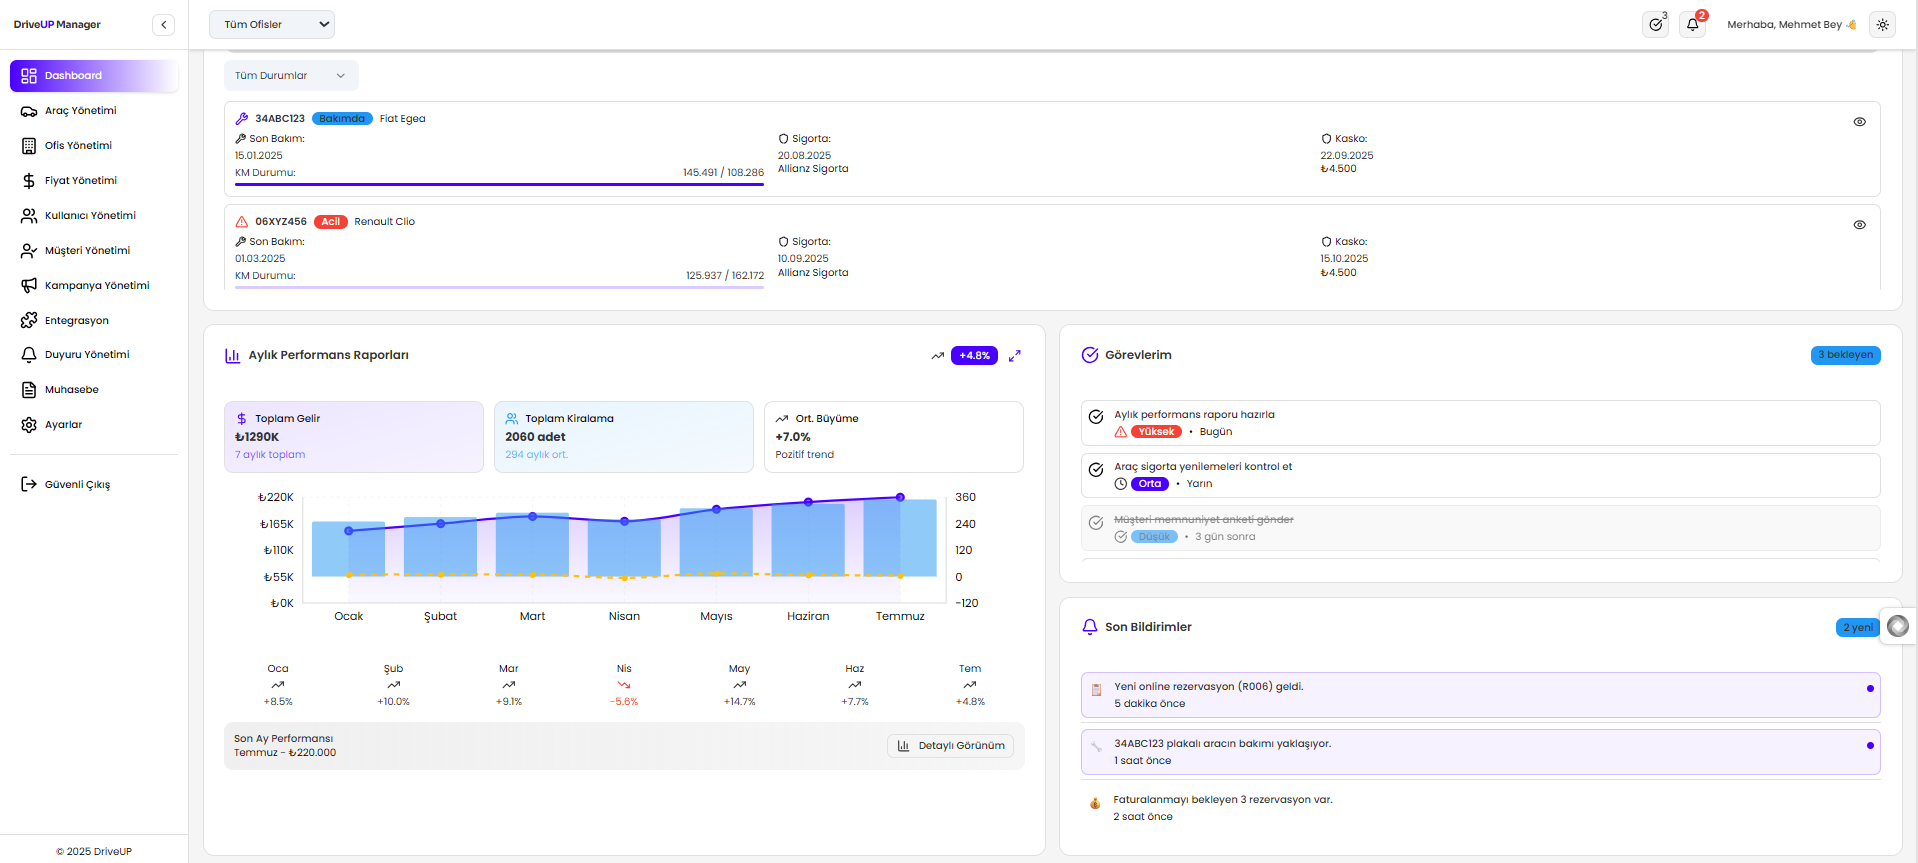 DriveUP Manager
Tüm Ofisler
3
2
Merhaba, Mehmet Bey
Dashboard
Araç Yönetimi
Ofis Yönetimi
Fiyat Yönetimi
Kullanıcı Yönetimi
Müşteri Yönetimi
Kampanya Yönetimi
Entegrasyon
Duyuru Yönetimi
Muhasebe
Ayarlar
Güvenli Çıkış
© 2025 DriveUP
Tüm Durumlar
34ABC123 Bakımda Fiat Egea
Son Bakım:
15.01.2025
KM Durumu: 145.491 / 108.286
Sigorta:
20.08.2025
Allianz Sigorta
Kasko:
22.09.2025
₺4.500
06XYZ456 Acil Renault Clio
Son Bakım:
01.03.2025
KM Durumu: 125.937 / 162.172
Sigorta:
10.09.2025
Allianz Sigorta
Kasko:
15.10.2025
₺4.500
Aylık Performans Raporları
+4.8%
Toplam Gelir
₺1290K
7 aylık toplam
Toplam Kiralama
2060 adet
294 aylık ort.
Ort. Büyüme
+7.0%
Pozitif trend
₺220K
₺165K
₺110K
₺55K
₺0K
360
240
120
0
-120
Ocak Şubat Mart Nisan Mayıs Haziran Temmuz
Oca Şub Mar Nis May Haz Tem
+8.5% +10.0% +9.1% -5.6% +14.7% +7.7% +4.8%
Son Ay Performansı
Temmuz - ₺220.000
Detaylı Görünüm
Görevlerim
3 bekleyen
Aylık performans raporu hazırla
Yüksek • Bugün
Araç sigorta yenilemeleri kontrol et
Orta • Yarın
Müşteri memnuniyet anketi gönder
Düşük • 3 gün sonra
Son Bildirimler
2 yeni
Yeni online rezervasyon (R006) geldi.
5 dakika önce
34ABC123 plakalı aracın bakımı yaklaşıyor.
1 saat önce
Faturalanmayı bekleyen 3 rezervasyon var.
2 saat önce